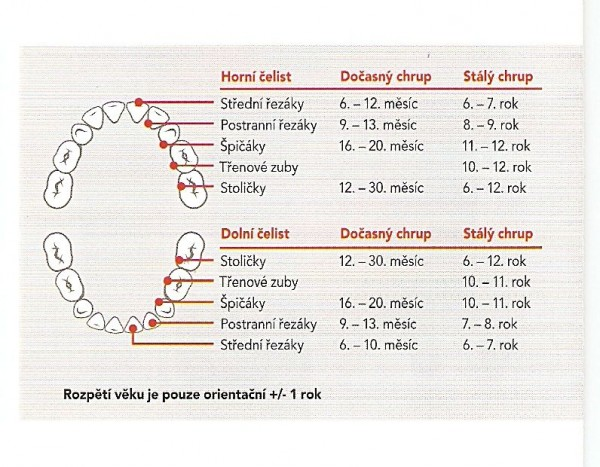 Horní čelist Dočasný chrup Stálý chrup
Střední řezáky 6. – 12. měsíc 6. – 7. rok
Postranní řezáky 9. – 13. měsíc 8. – 9. rok
Špičáky 16. – 20. měsíc 11. – 12. rok
Třenové zuby 10. – 12. rok
Stoličky 12. – 30. měsíc 6. – 12. rok
Dolní čelist Dočasný chrup Stálý chrup
Stoličky 12. – 30. měsíc 6. – 12. rok
Třenové zuby 10. – 11. rok
Špičáky 16. – 20. měsíc 10. – 11. rok
Postranní řezáky 9. – 13. měsíc 7. – 8. rok
Střední řezáky 6. – 10. měsíc 6. – 7. rok
Rozpětí věku je pouze orientační +/- 1 rok